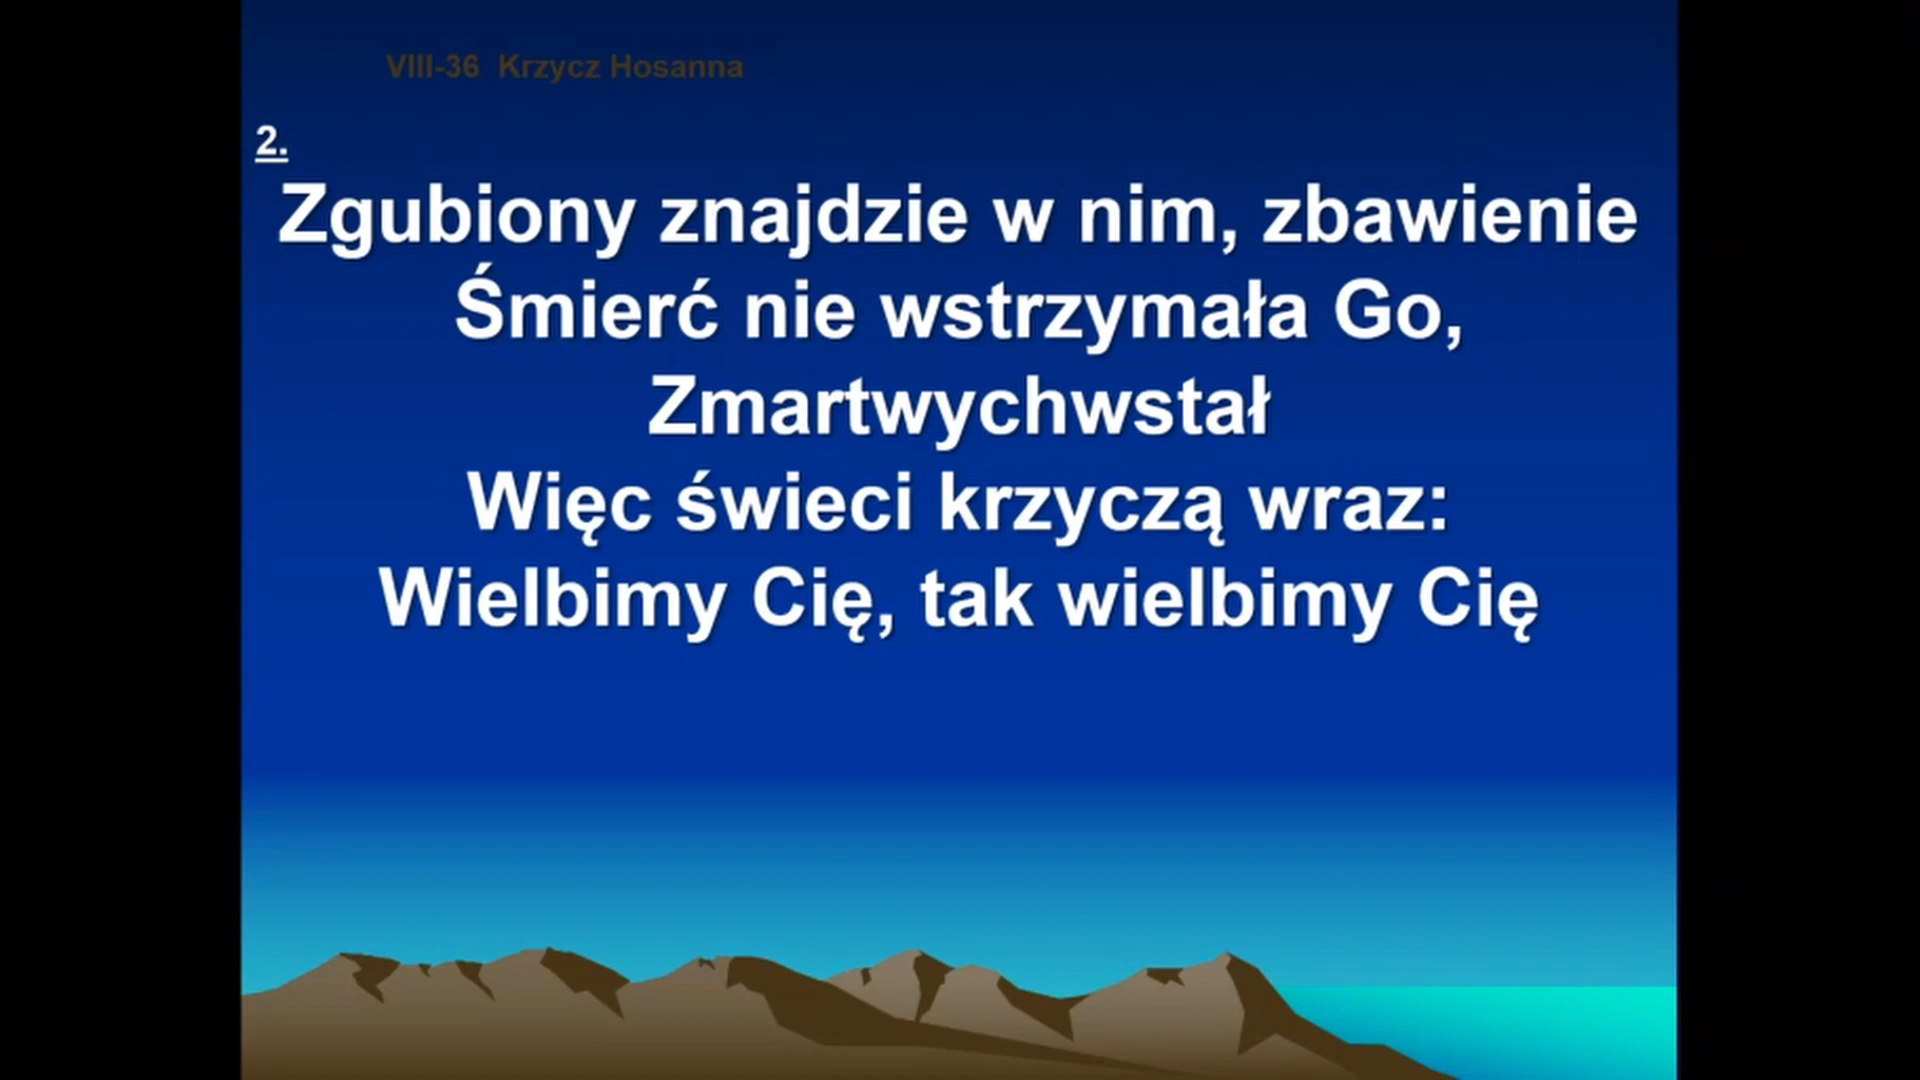 VIII-36 Krzycz Hosanna
2.
Zgubiony znajdzie w nim, zbawienie
Śmierć nie wstrzymała Go,
Zmartwychwstał
Więc świeci krzyczą wraz:
Wielbimy Cię, tak wielbimy Cię